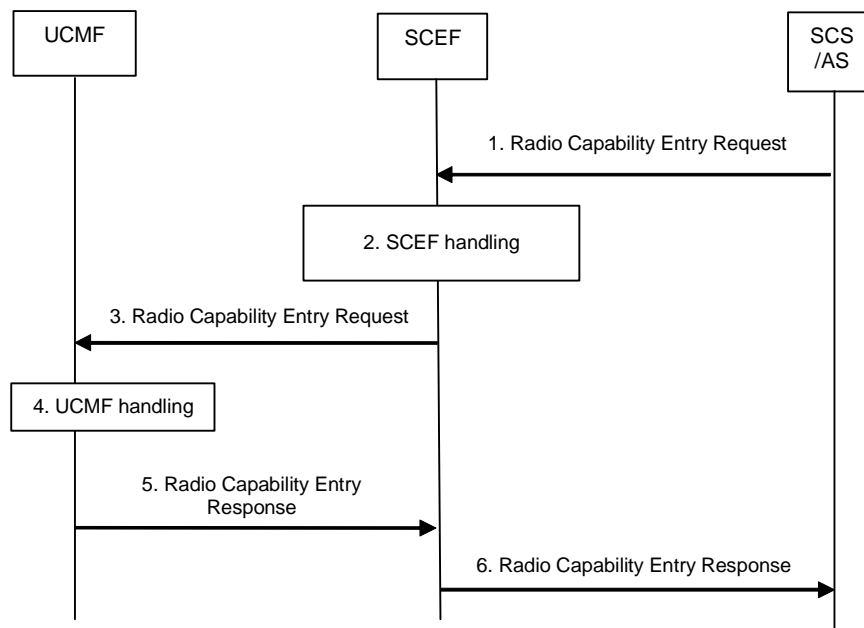 UCMF
SCEF
SCS
/AS
1. Radio Capability Entry Request
2. SCEF handling
3. Radio Capability Entry Request
4. UCMF handling
5. Radio Capability Entry
Response
6. Radio Capability Entry Response